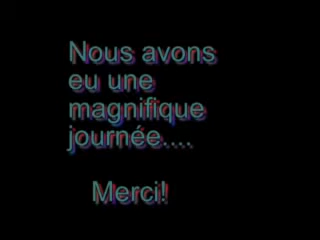 Nous avons
eu une
magnifique
journée....
Merci!